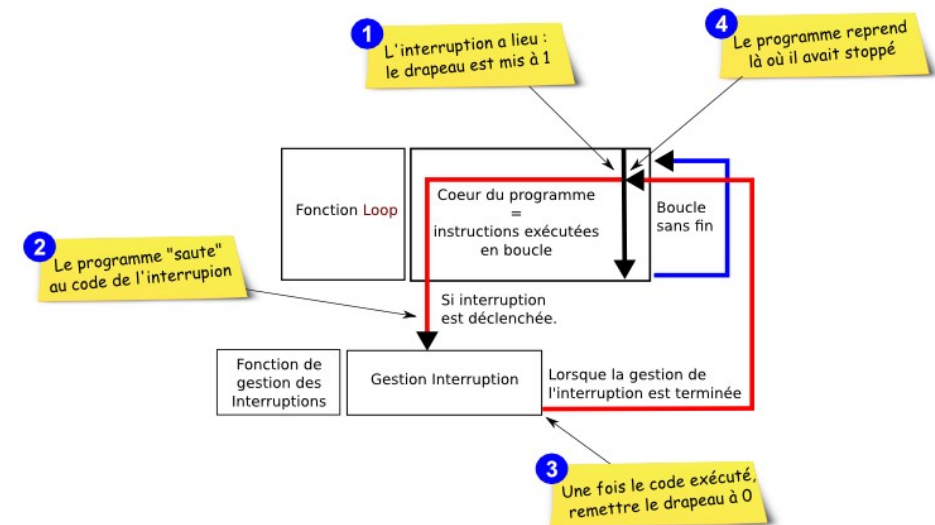 1
L'interruption a lieu :
le drapeau est mis à 1
4
Le programme reprend
là où il avait stoppé
Fonction Loop
Coeur du programme
=
instructions exécutées
en boucle
Boucle
sans fin
2
Le programme "saute"
au code de l'interrupion
Si interruption
est déclenchée.
Fonction de
gestion des
Interruptions
Gestion Interruption
Lorsque la gestion de
l'interruption est terminée
3
Une fois le code exécuté,
remettre le drapeau à 0